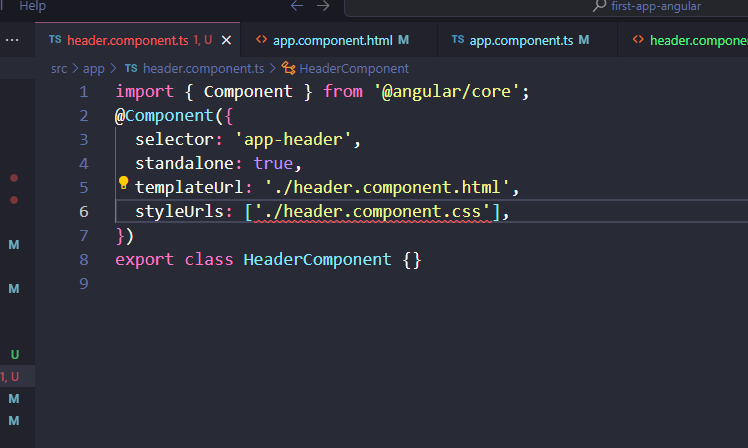 Help
first-app-angular
... TS header.component.ts 1, U × <> app.component.html M TS app.component.ts M <> header.compone
src > app > TS header.component.ts > HeaderComponent
1 import { Component } from '@angular/core';
2 @Component({
3 selector: 'app-header',
4 standalone: true,
5 templateUrl: './header.component.html',
6 styleUrls: ['./header.component.css'],
7 })
8 export class HeaderComponent {}
9
M
M
U
1, U
M
M